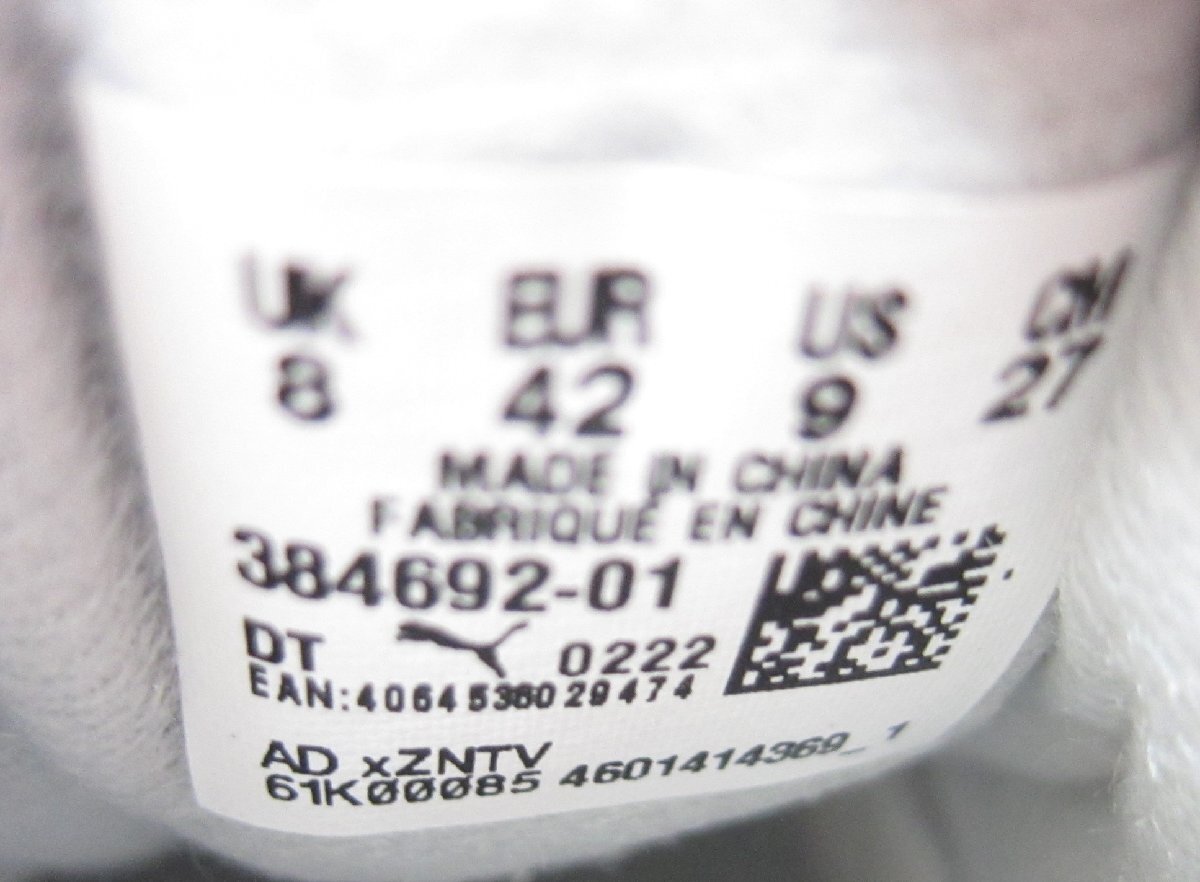 UK EUR US CM
8 42 9 27
MADE IN CHINA
FABRIQUÉ EN CHINE
384692-01
DT 0222
EAN:4064536029474
AD xZNTV
61K00085 4601414369_1